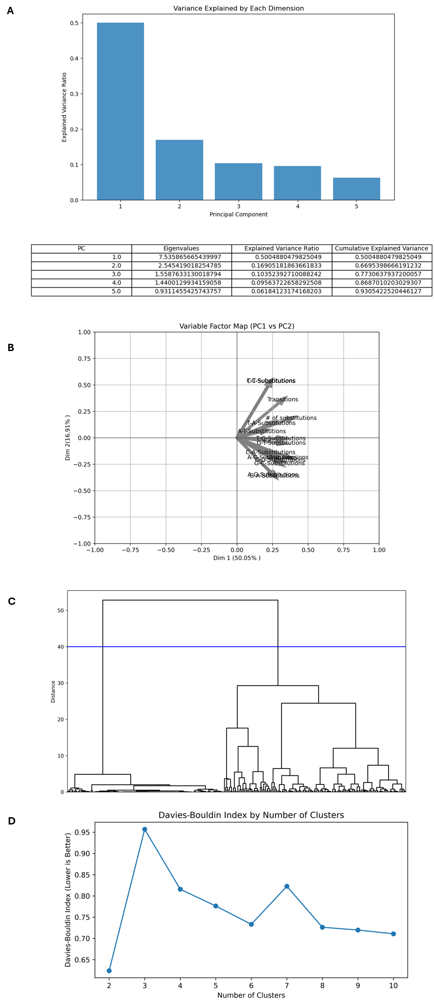 A
Variance Explained by Each Dimension
Explained Variance Ratio
0.5
0.4
0.3
0.2
0.1
0.0
1 2 3 4 5
Principal Component
PC Eigenvalues Explained Variance Ratio Cumulative Explained Variance
1.0 7.535865665439997 0.5004880479825049 0.5004880479825049
2.0 2.545419018254785 0.16905181863661833 0.6695398666191232
3.0 1.5587633130018794 0.10352392710088242 0.7730637937200057
4.0 1.4400129934159058 0.09563722658292508 0.8687010203029307
5.0 0.9311455425743757 0.06184123174168203 0.9305422520446127
B
Variable Factor Map (PC1 vs PC2)
Dim 2(16.91% )
1.00
0.75
0.50
0.25
0.00
−0.25
−0.50
−0.75
−1.00
Transitions
# of substitutions
T-A-Substitutions
A-T-Substitutions
T-G-Substitutions
G-T-Substitutions
C-A-Substitutions
G-C-Substitutions
−1.00 −0.75 −0.50 −0.25 0.00 0.25 0.50 0.75 1.00
Dim 1 (50.05% )
C
Distance
50
40
30
20
10
0
D
Davies-Bouldin Index by Number of Clusters
Davies-Bouldin Index (Lower is Better)
0.95
0.90
0.85
0.80
0.75
0.70
0.65
2 3 4 5 6 7 8 9 10
Number of Clusters